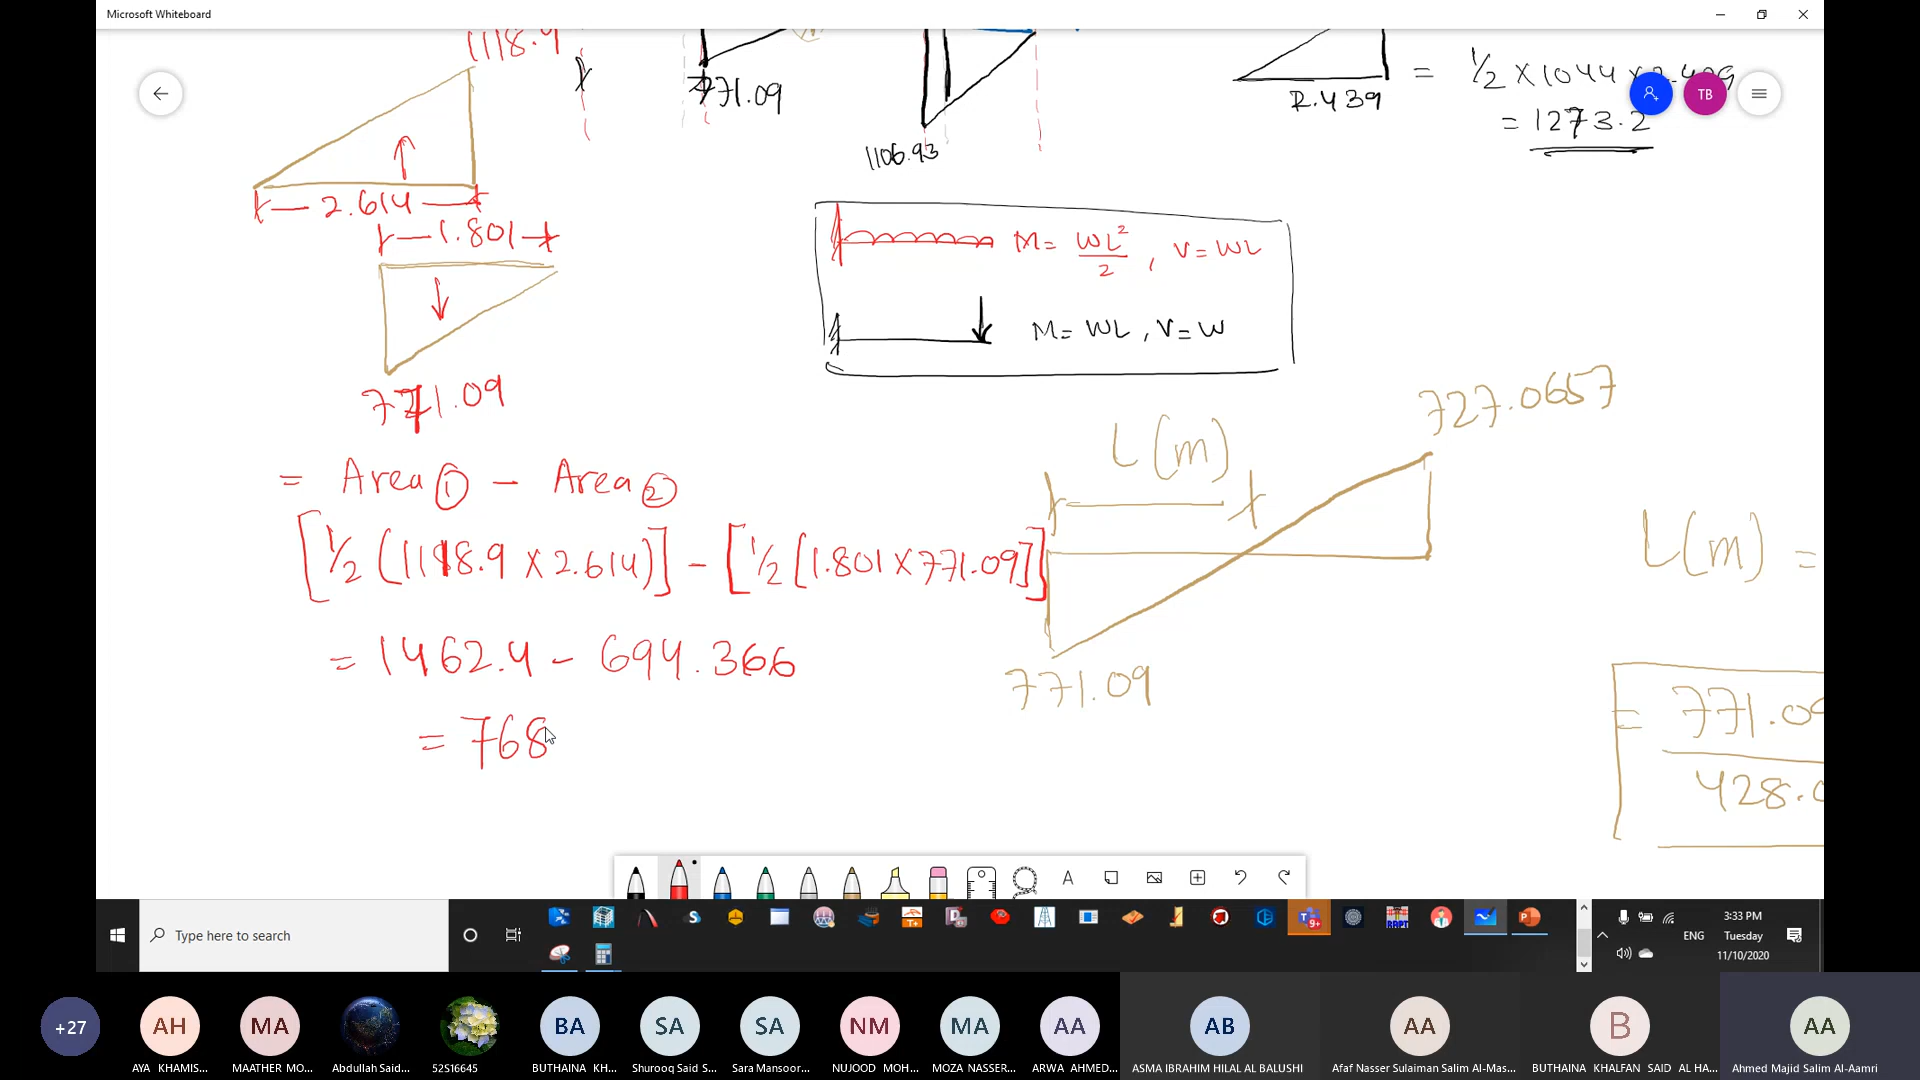 Microsoft Whiteboard
1118.9
771.09
1106.93
2.439
= 1/2 x 1044 x 2.439
= 1273.2
TB
2.614
1.801
771.09
M = WL²/2 , V = WL
M = WL , V = W
= Area ① - Area ②
[1/2 (1118.9 x 2.614)] - [1/2 [1.801 x 771.09]]
= 1462.4 - 694.366
= 768
L(m)
727.0657
771.09
L(m) =
= 771.09
428.0
A
Type here to search
9+
ENG
3:33 PM
Tuesday
11/10/2020
+27
AH
MA
BA
SA
SA
NM
MA
AA
AB
AA
B
AA
AYA KHAMIS...
MAATHER MO...
Abdullah Said...
52S16645
BUTHAINA KH...
Shurooq Said S...
Sara Mansoor...
NUJOOD MOH...
MOZA NASSER...
ARWA AHMED...
ASMA IBRAHIM HILAL AL BALUSHI
Afaf Nasser Sulaiman Salim Al-Mas...
BUTHAINA KHALFAN SAID AL HA...
Ahmed Majid Salim Al-Aamri